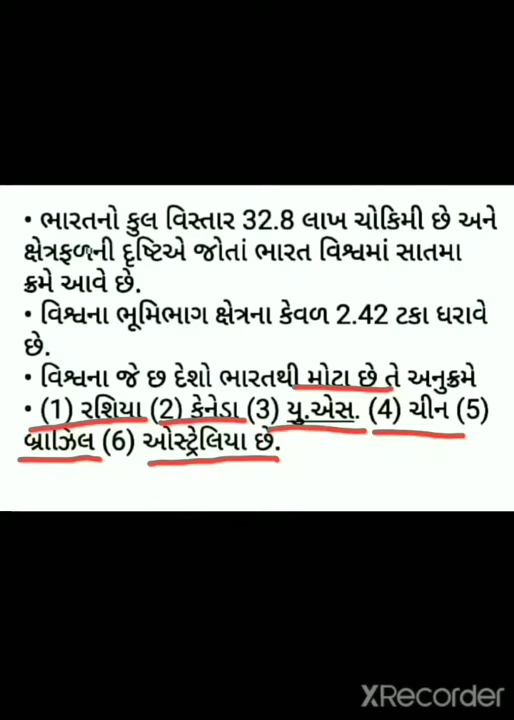 • ભારતનો કુલ વિસ્તાર 32.8 લાખ ચોકિમી છે અને
ક્ષેત્રફળની દૃષ્ટિએ જોતાં ભારત વિશ્વમાં સાતમા
ક્રમે આવે છે.
• વિશ્વના ભૂમિભાગ ક્ષેત્રના કેવળ 2.42 ટકા ધરાવે
છે.
• વિશ્વના જે છ દેશો ભારતથી મોટા છે તે અનુક્રમે
• (1) રશિયા (2) કેનેડા (3) યુ.એસ. (4) ચીન (5)
બ્રાઝિલ (6) ઓસ્ટ્રેલિયા છે.
XRecorder